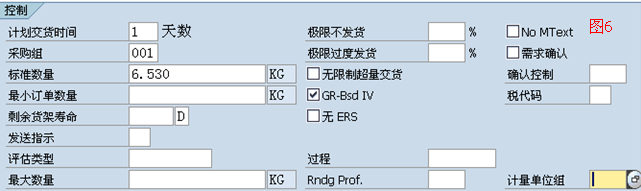 控制
计划交货时间 1 天数 极限不发货 % No MText 图6
采购组 001 极限过度发货 % 需求确认
标准数量 6.530 KG 无限制超量交货 确认控制
最小订单数量 KG GR-Bsd IV 税代码
剩余货架寿命 D 无 ERS
发送指示
评估类型 过程
最大数量 KG Rndg Prof. 计量单位组